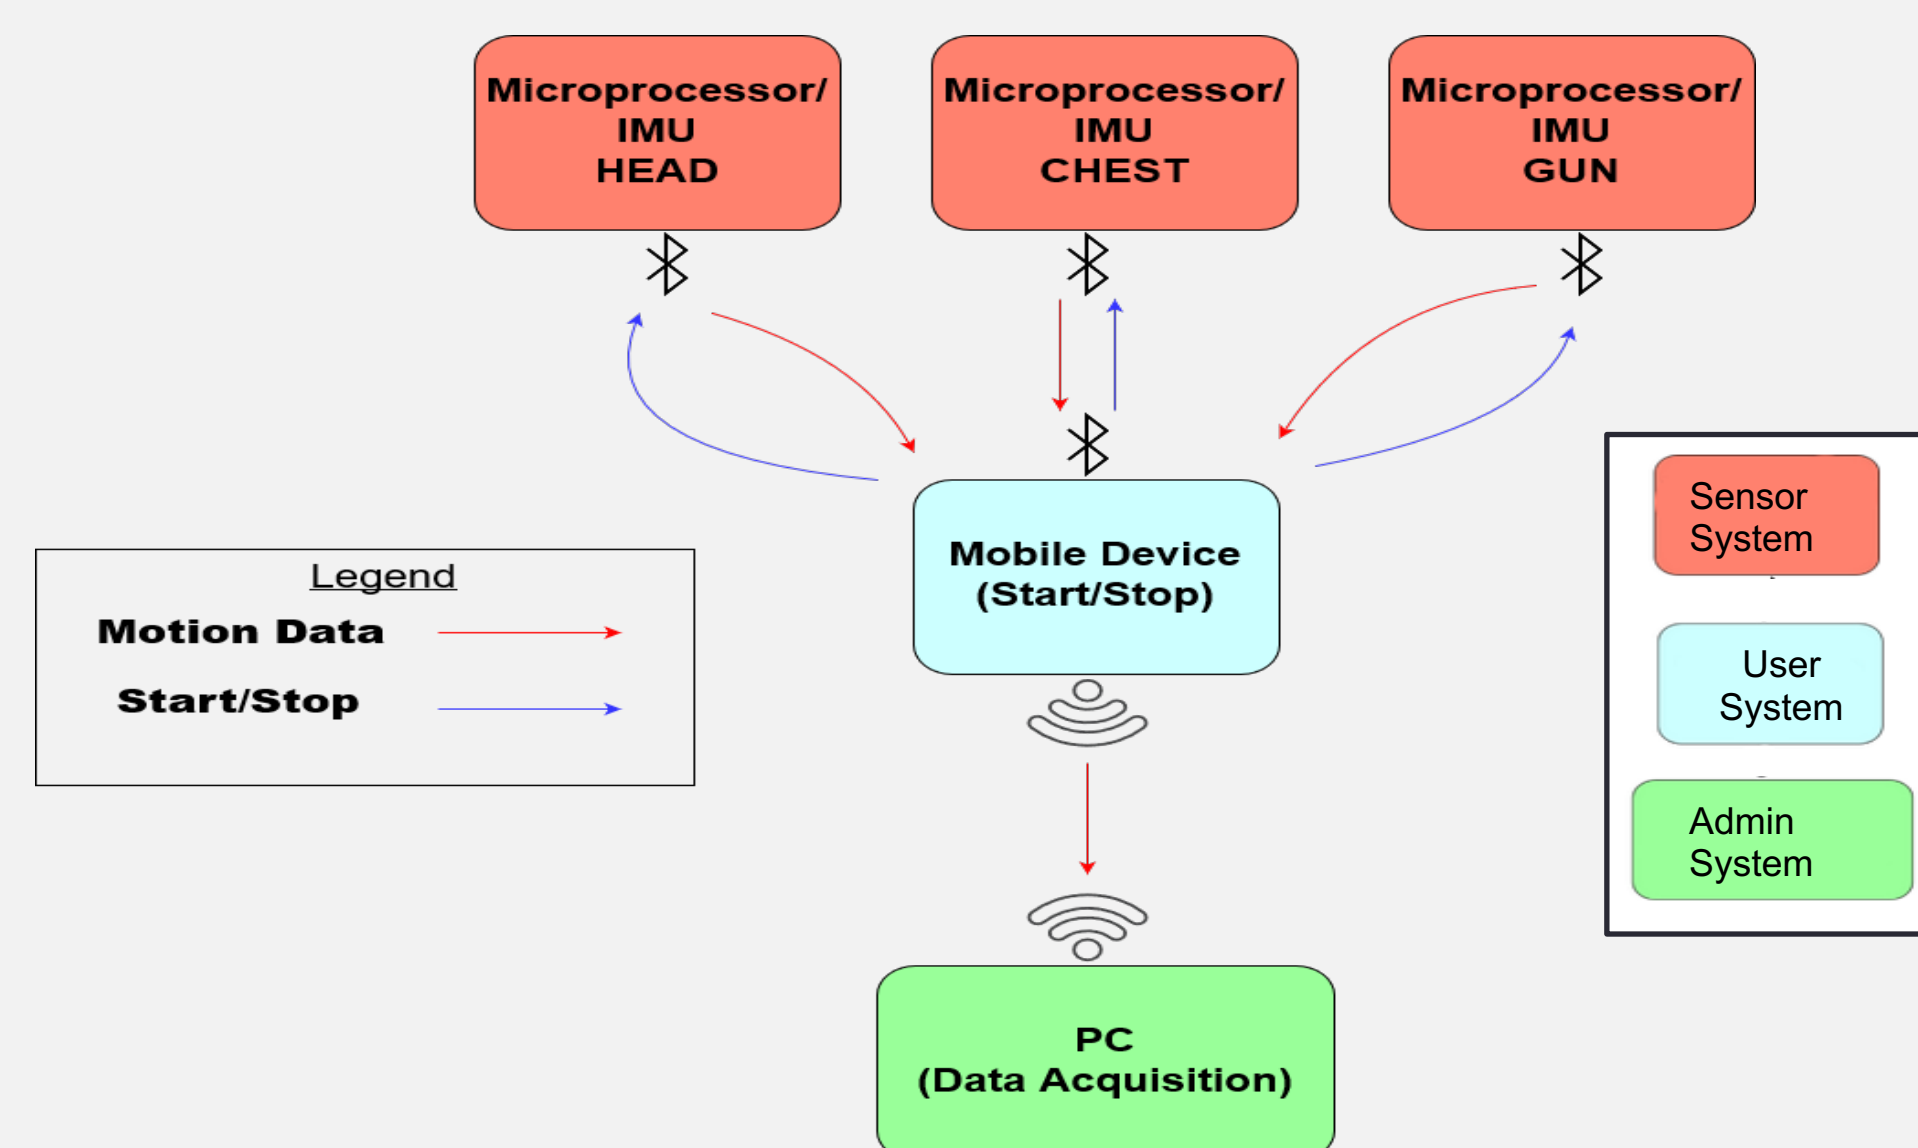 Microprocessor/
IMU
HEAD
Microprocessor/
IMU
CHEST
Microprocessor/
IMU
GUN
Mobile Device
(Start/Stop)
Legend
Motion Data
Start/Stop
Sensor
System
User
System
Admin
System
PC
(Data Acquisition)